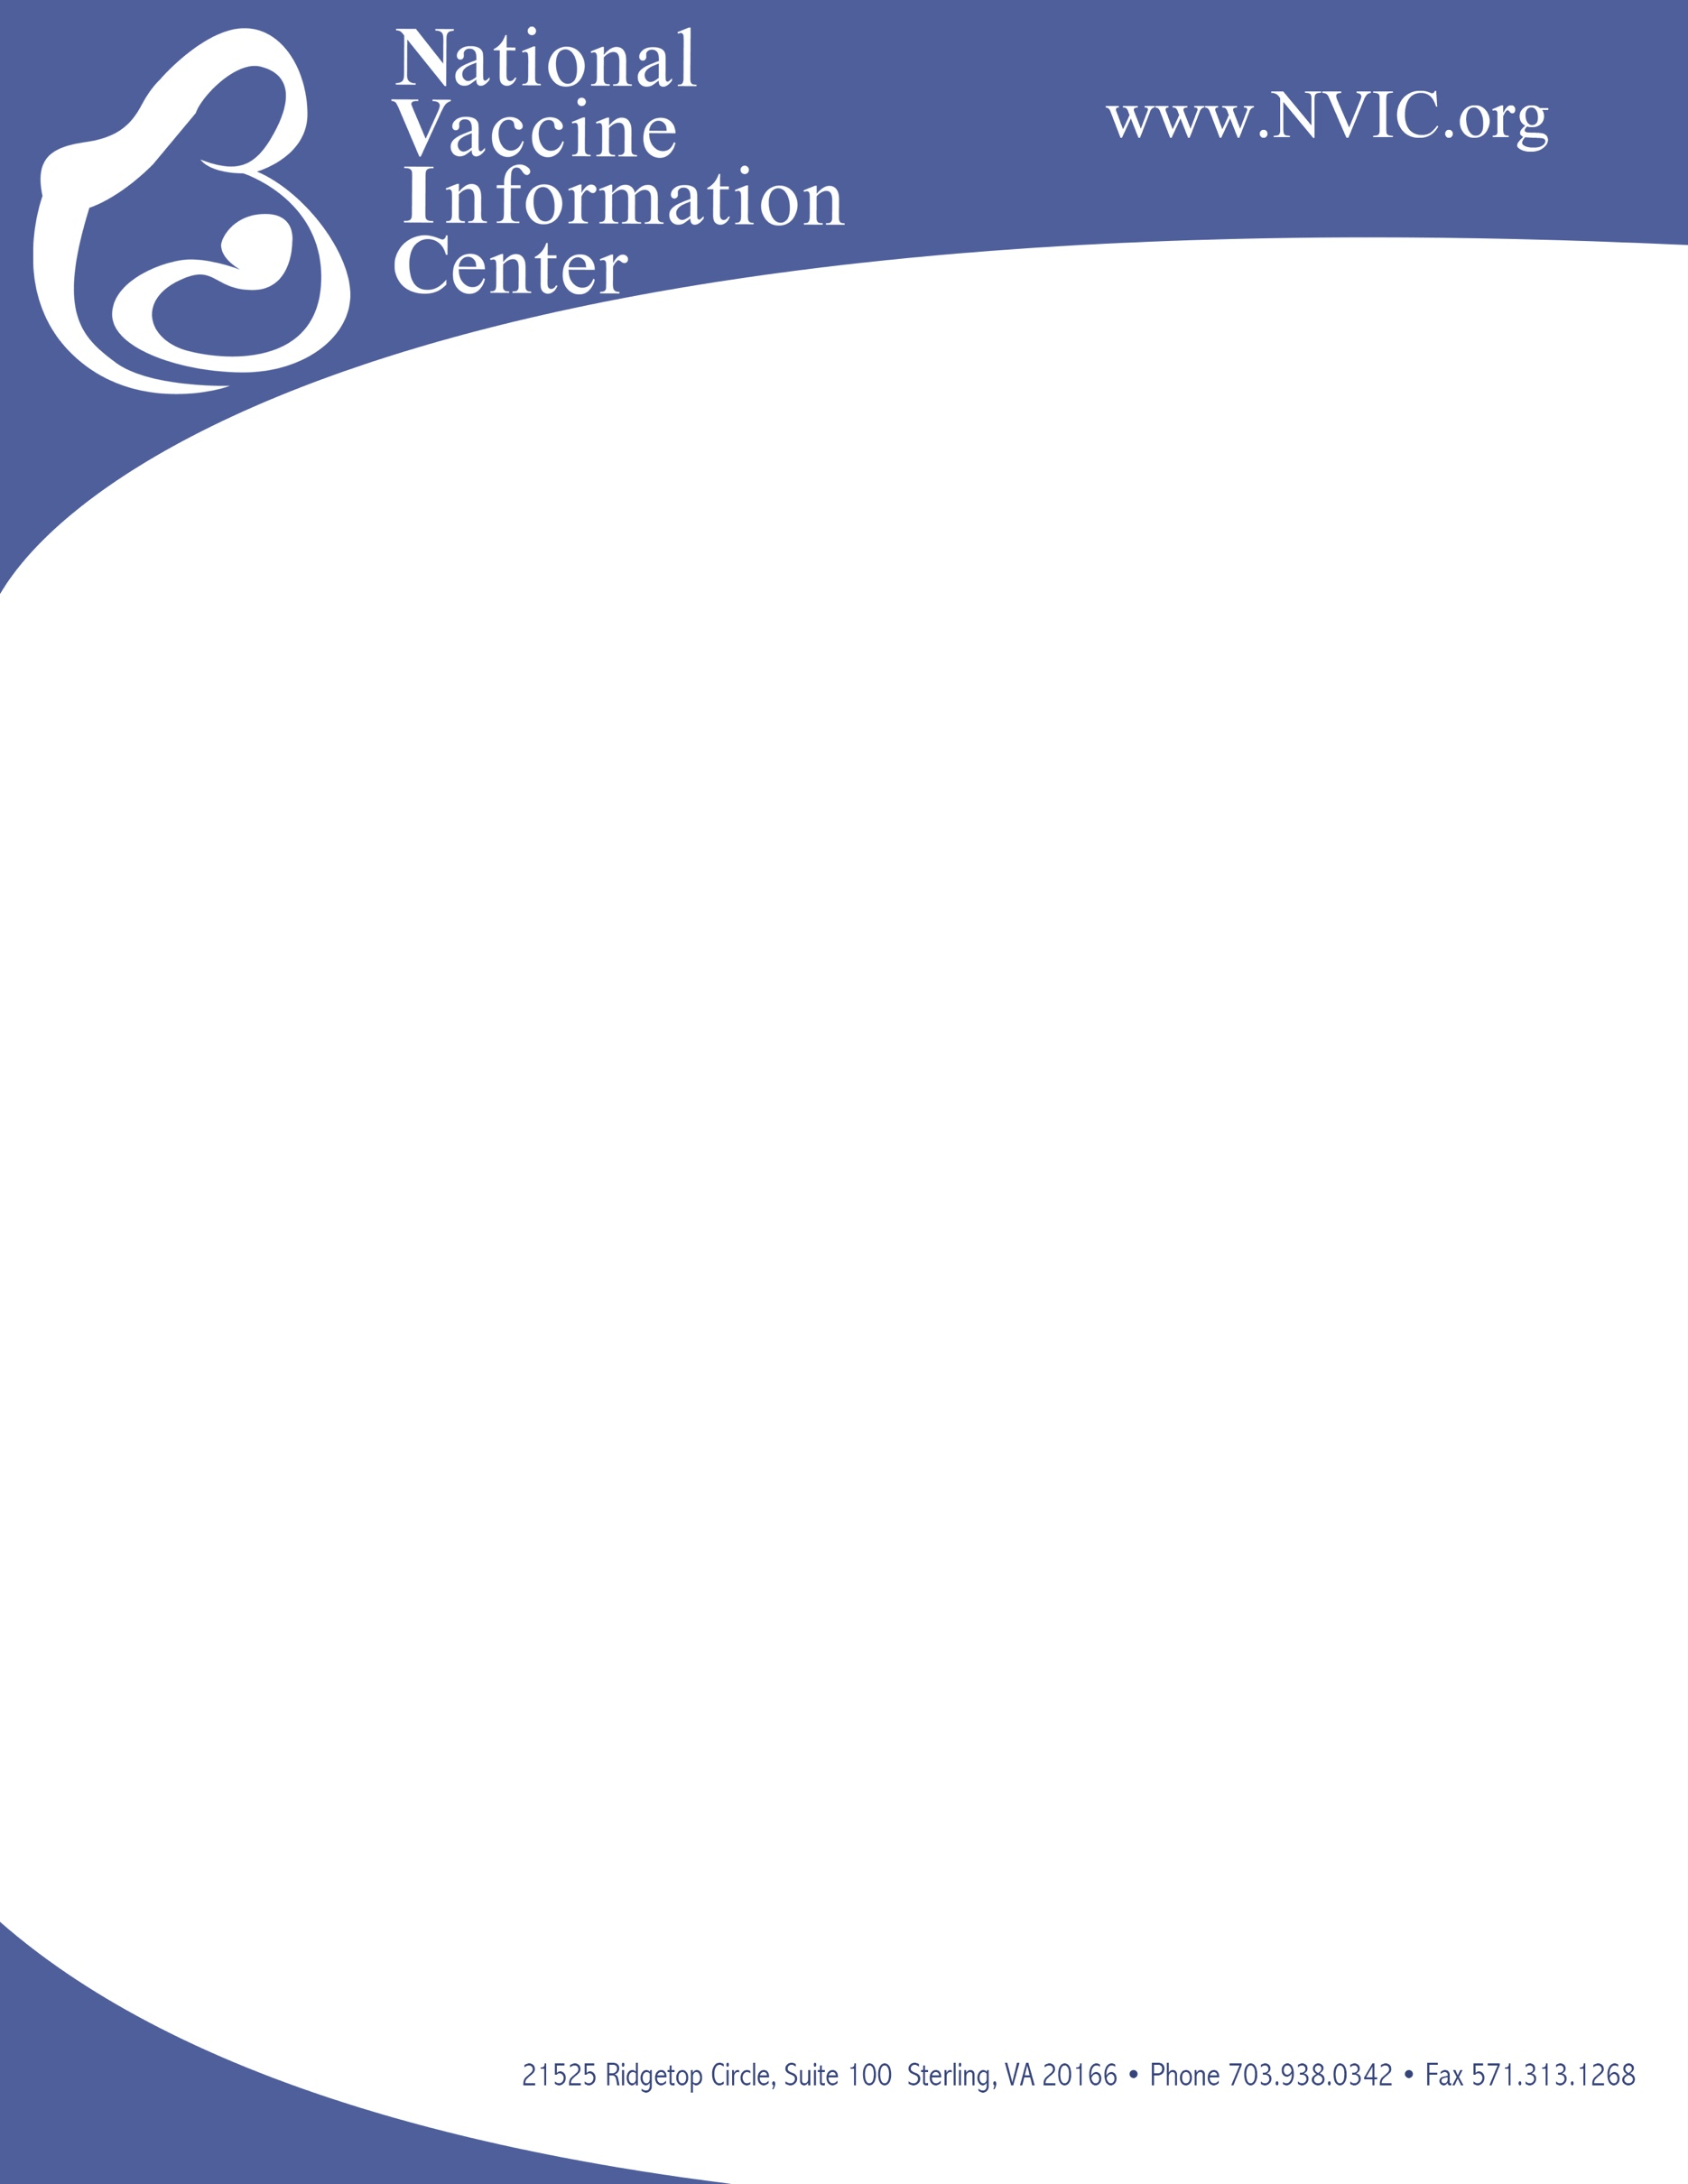 National
Vaccine
Information
Center
www.NVIC.org
21525 Ridgetop Circle, Suite 100  Sterling, VA 20166 • Phone 703.938.0342 • Fax 571.313.1268